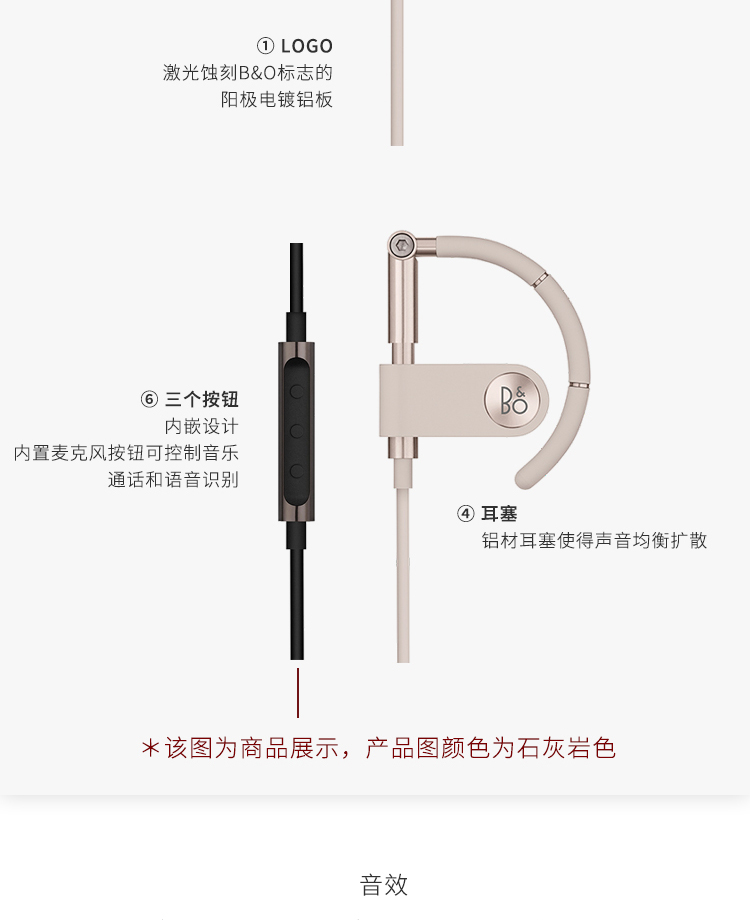 ① LOGO
激光蚀刻B&O标志的
阳极电镀铝板
B&O
⑥ 三个按钮
内嵌设计
内置麦克风按钮可控制音乐
通话和语音识别
④ 耳塞
铝材耳塞使得声音均衡扩散
＊该图为商品展示，产品图颜色为石灰岩色
音效